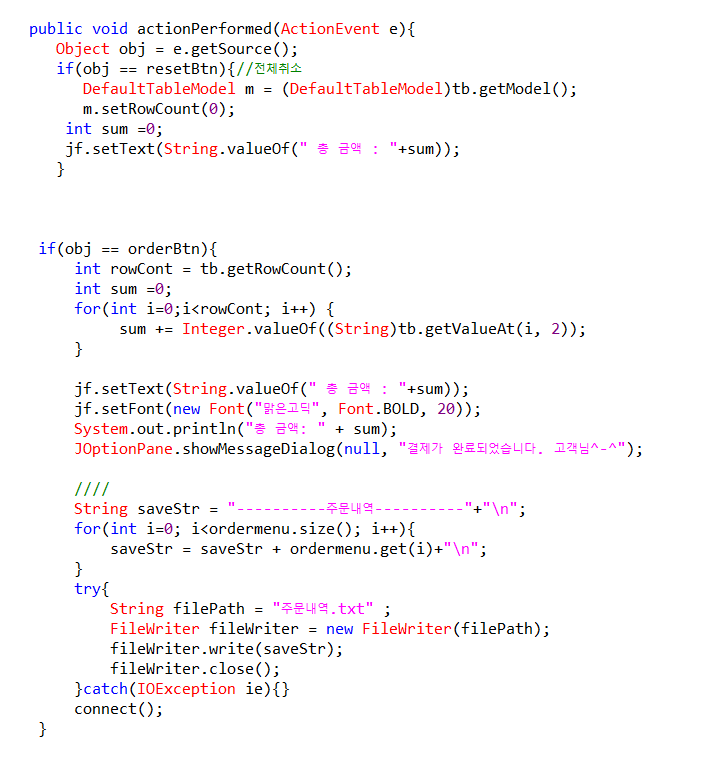 public void actionPerformed(ActionEvent e){
Object obj = e.getSource();
if(obj == resetBtn){//전체취소
DefaultTableModel m = (DefaultTableModel)tb.getModel();
m.setRowCount(0);
int sum =0;
jf.setText(String.valueOf(" 총 금액 : "+sum));
}
if(obj == orderBtn){
int rowCont = tb.getRowCount();
int sum =0;
for(int i=0;i<rowCont; i++) {
sum += Integer.valueOf((String)tb.getValueAt(i, 2));
}
jf.setText(String.valueOf(" 총 금액 : "+sum));
jf.setFont(new Font("맑은고딕", Font.BOLD, 20));
System.out.println("총 금액: " + sum);
JOptionPane.showMessageDialog(null, "결제가 완료되었습니다. 고객님^-^");
////
String saveStr = "----------주문내역----------"+"\n";
for(int i=0; i<ordermenu.size(); i++){
saveStr = saveStr + ordermenu.get(i)+"\n";
}
try{
String filePath = "주문내역.txt" ;
FileWriter fileWriter = new FileWriter(filePath);
fileWriter.write(saveStr);
fileWriter.close();
}catch(IOException ie){}
connect();
}